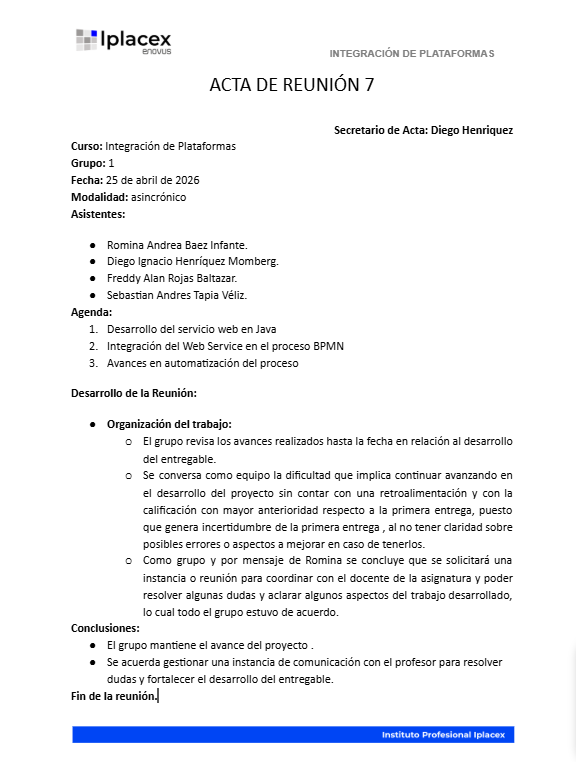 Iplacex
enovus
INTEGRACIÓN DE PLATAFORMAS
ACTA DE REUNIÓN 7
Secretario de Acta: Diego Henriquez
Curso: Integración de Plataformas
Grupo: 1
Fecha: 25 de abril de 2026
Modalidad: asincrónico
Asistentes:
● Romina Andrea Baez Infante.
● Diego Ignacio Henríquez Momberg.
● Freddy Alan Rojas Baltazar.
● Sebastian Andres Tapia Véliz.
Agenda:
1. Desarrollo del servicio web en Java
2. Integración del Web Service en el proceso BPMN
3. Avances en automatización del proceso
Desarrollo de la Reunión:
● Organización del trabajo:
○ El grupo revisa los avances realizados hasta la fecha en relación al desarrollo
del entregable.
○ Se conversa como equipo la dificultad que implica continuar avanzando en
el desarrollo del proyecto sin contar con una retroalimentación y con la
calificación con mayor anterioridad respecto a la primera entrega, puesto
que genera incertidumbre de la primera entrega , al no tener claridad sobre
posibles errores o aspectos a mejorar en caso de tenerlos.
○ Como grupo y por mensaje de Romina se concluye que se solicitará una
instancia o reunión para coordinar con el docente de la asignatura y poder
resolver algunas dudas y aclarar algunos aspectos del trabajo desarrollado,
lo cual todo el grupo estuvo de acuerdo.
Conclusiones:
● El grupo mantiene el avance del proyecto .
● Se acuerda gestionar una instancia de comunicación con el profesor para resolver
dudas y fortalecer el desarrollo del entregable.
Fin de la reunión.
Instituto Profesional Iplacex